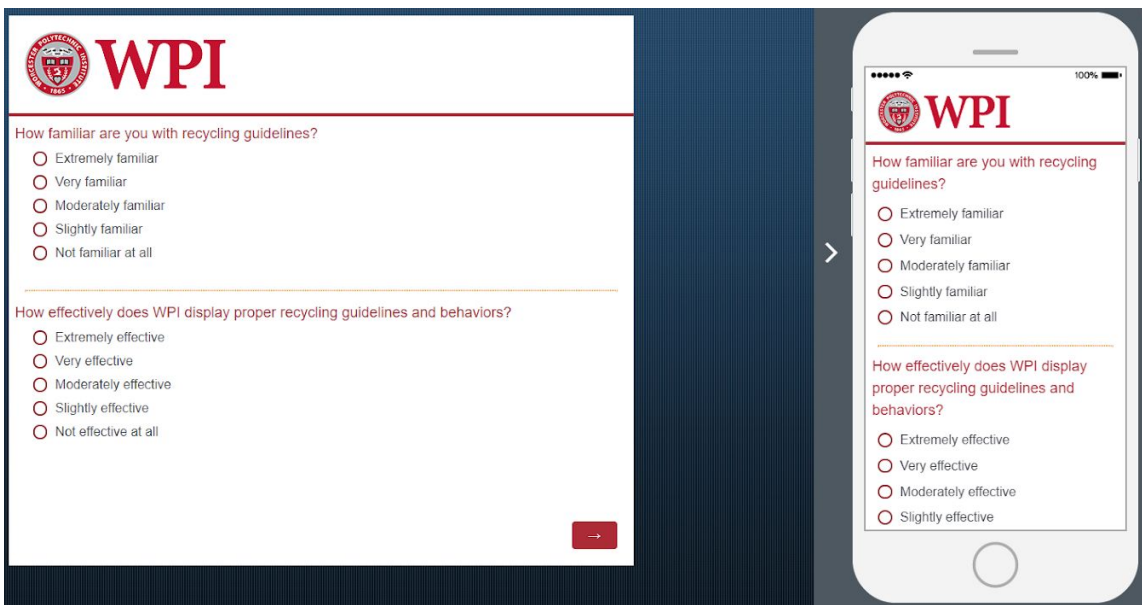 WORCESTER POLYTECHNIC INSTITUTE
1865
WPI
How familiar are you with recycling guidelines?
Extremely familiar
Very familiar
Moderately familiar
Slightly familiar
Not familiar at all
How effectively does WPI display proper recycling guidelines and behaviors?
Extremely effective
Very effective
Moderately effective
Slightly effective
Not effective at all
→
100%
WPI
How familiar are you with recycling
guidelines?
Extremely familiar
Very familiar
Moderately familiar
Slightly familiar
Not familiar at all
How effectively does WPI display
proper recycling guidelines and
behaviors?
Extremely effective
Very effective
Moderately effective
Slightly effective